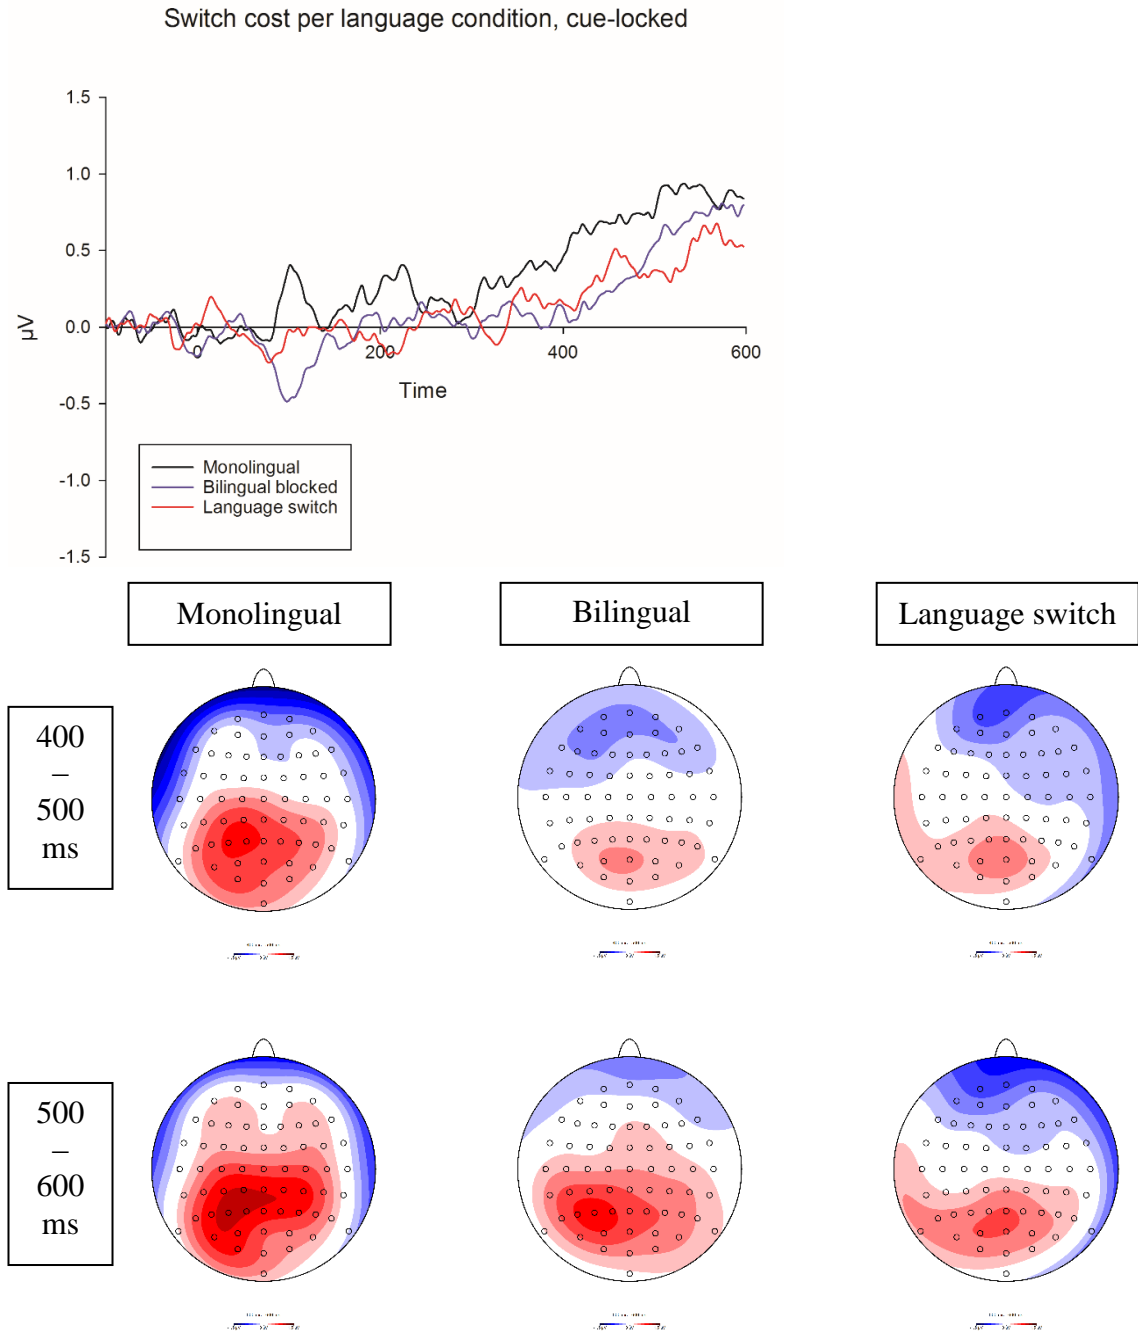 Switch cost per language condition, cue-locked
1.5
1.0
0.5
0.0
-0.5
-1.0
-1.5
µV
0
200
400
600
Time
Monolingual
Bilingual blocked
Language switch
Monolingual
Bilingual
Language switch
400
–
500
ms
500
–
600
ms